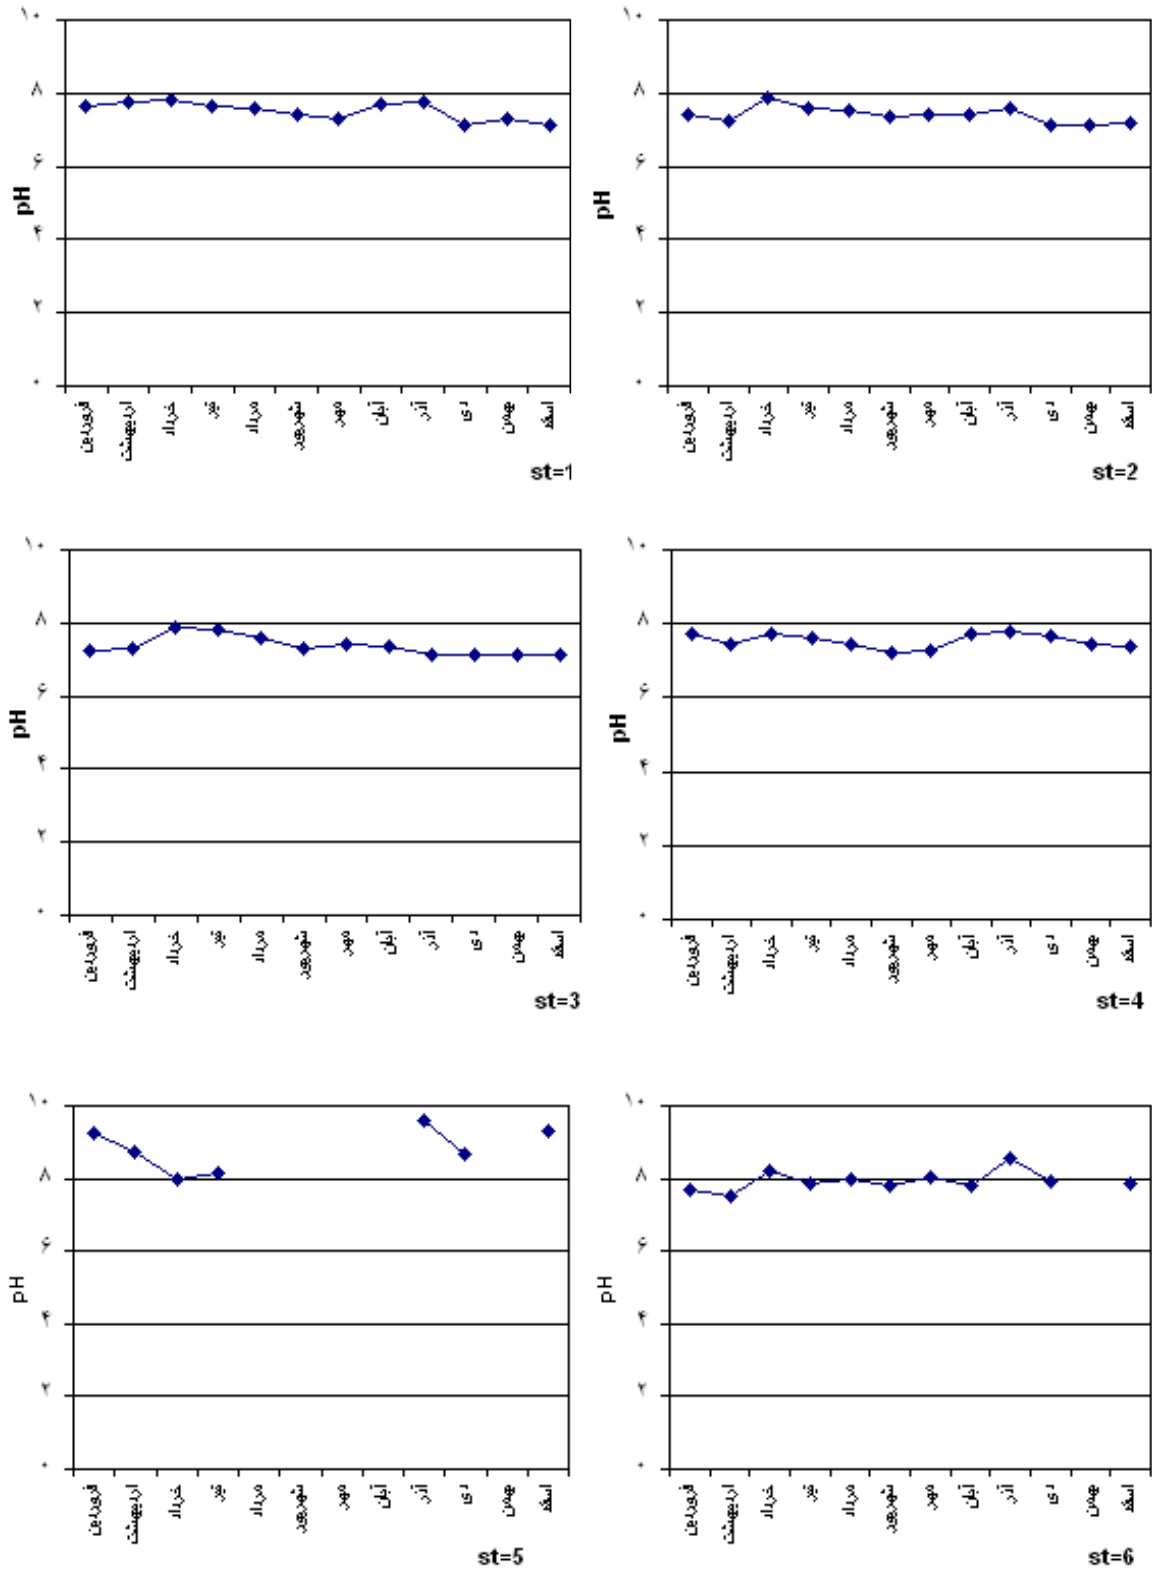 ۱۰
۸
۶
۴
۲
۰
pH
فروردین
اردیبهشت
خرداد
تیر
مرداد
شهریور
مهر
آبان
آذر
دی
بهمن
اسفند
st=1
۱۰
۸
۶
۴
۲
۰
pH
فروردین
اردیبهشت
خرداد
تیر
مرداد
شهریور
مهر
آبان
آذر
دی
بهمن
اسفند
st=2
۱۰
۸
۶
۴
۲
۰
pH
فروردین
اردیبهشت
خرداد
تیر
مرداد
شهریور
مهر
آبان
آذر
دی
بهمن
اسفند
st=3
۱۰
۸
۶
۴
۲
۰
pH
فروردین
اردیبهشت
خرداد
تیر
مرداد
شهریور
مهر
آبان
آذر
دی
بهمن
اسفند
st=4
۱۰
۸
۶
۴
۲
۰
pH
فروردین
اردیبهشت
خرداد
تیر
مرداد
شهریور
مهر
آبان
آذر
دی
بهمن
اسفند
st=5
۱۰
۸
۶
۴
۲
۰
pH
فروردین
اردیبهشت
خرداد
تیر
مرداد
شهریور
مهر
آبان
آذر
دی
بهمن
اسفند
st=6